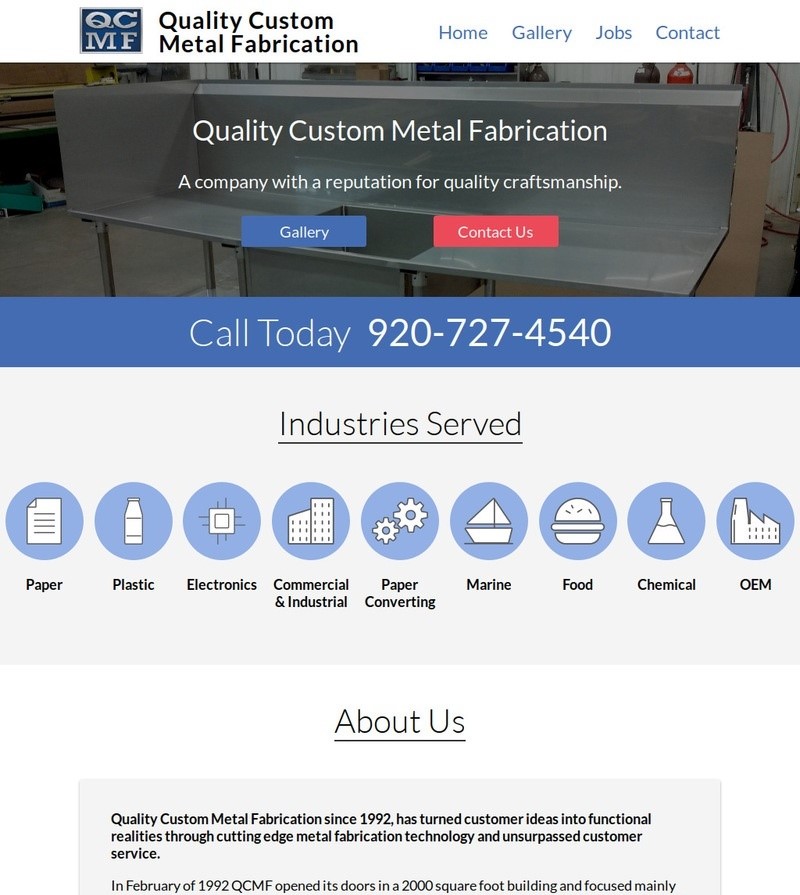 QC
MF
Quality Custom
Metal Fabrication
Home Gallery Jobs Contact
Quality Custom Metal Fabrication
A company with a reputation for quality craftsmanship.
Gallery Contact Us
Call Today 920-727-4540
Industries Served
Paper Plastic Electronics Commercial & Industrial Paper Converting Marine Food Chemical OEM
About Us
Quality Custom Metal Fabrication since 1992, has turned customer ideas into functional
realities through cutting edge metal fabrication technology and unsurpassed customer
service.
In February of 1992 QCMF opened its doors in a 2000 square foot building and focused mainly